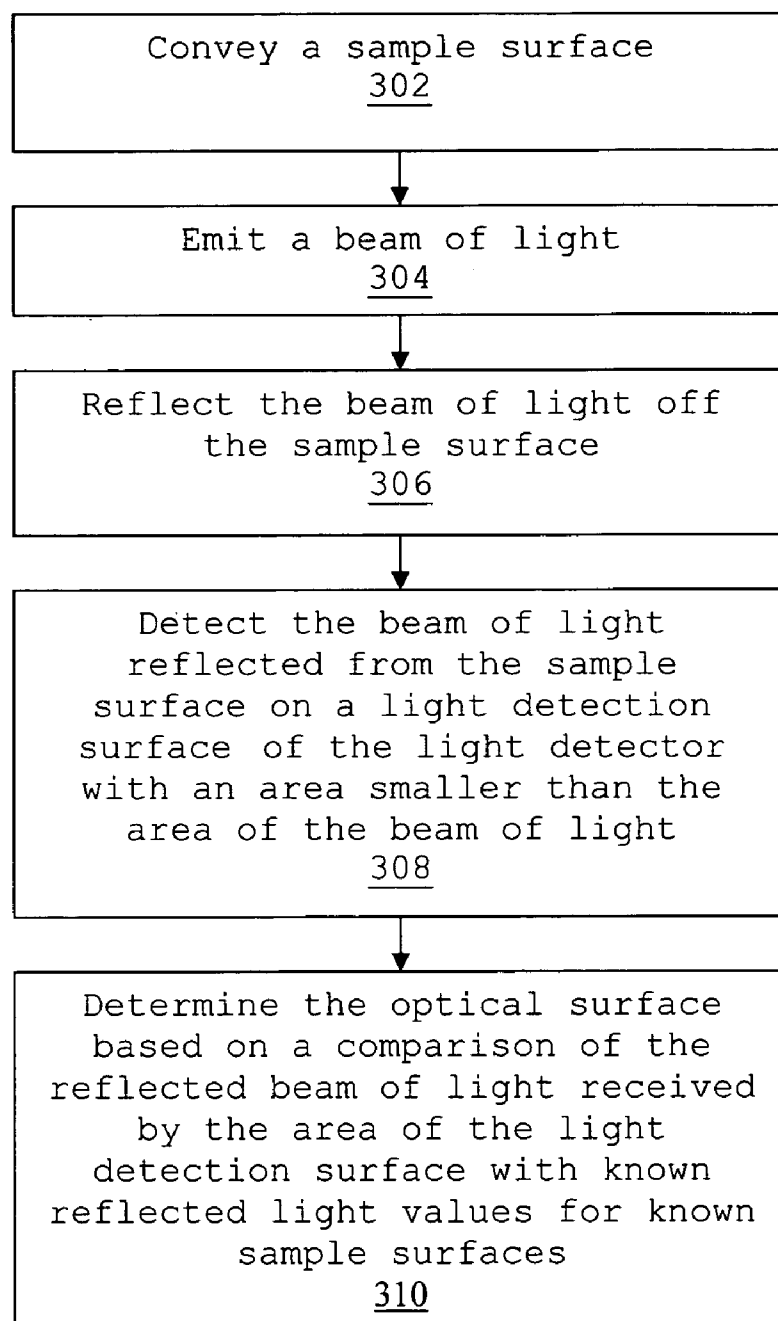 Convey a sample surface
302
Emit a beam of light
304
Reflect the beam of light off
the sample surface
306
Detect the beam of light
reflected from the sample
surface on a light detection
surface of the light detector
with an area smaller than the
area of the beam of light
308
Determine the optical surface
based on a comparison of the
reflected beam of light received
by the area of the light
detection surface with known
reflected light values for known
sample surfaces
310